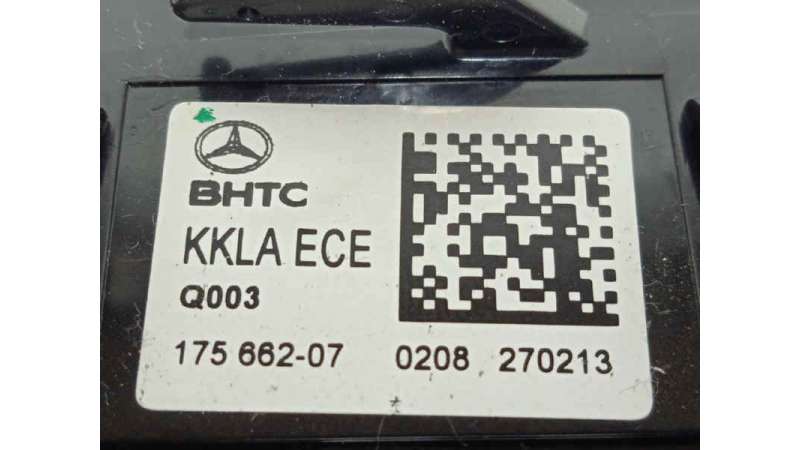 BHTC
KKLA ECE
Q003
175 662-07 0208 270213